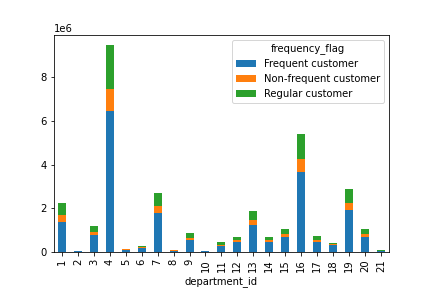 1e6
frequency_flag
Frequent customer
Non-frequent customer
Regular customer
8
6
4
2
0
1 2 3 4 5 6 7 8 9 10 11 12 13 14 15 16 17 18 19 20 21
department_id